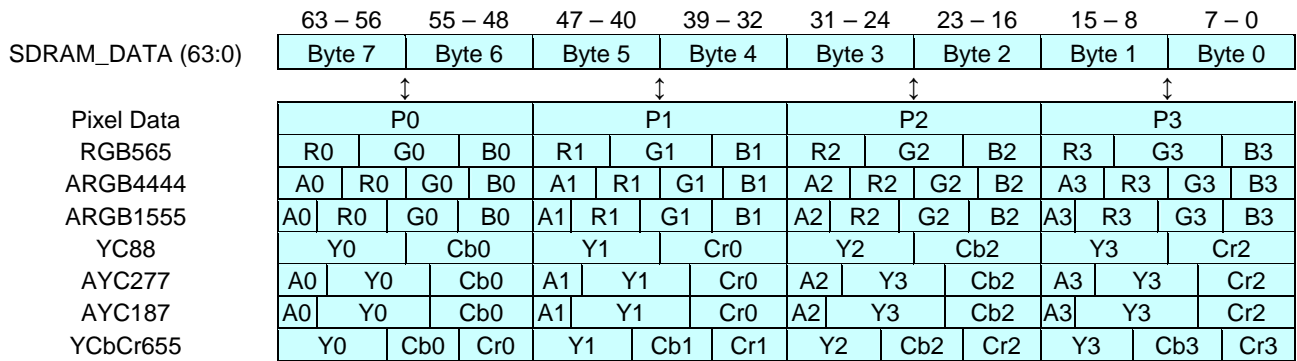 63 – 56 55 – 48 47 – 40 39 – 32 31 – 24 23 – 16 15 – 8 7 – 0
SDRAM_DATA (63:0) Byte 7 Byte 6 Byte 5 Byte 4 Byte 3 Byte 2 Byte 1 Byte 0
↕ ↕ ↕ ↕
Pixel Data P0 P1 P2 P3
RGB565 R0 G0 B0 R1 G1 B1 R2 G2 B2 R3 G3 B3
ARGB4444 A0 R0 G0 B0 A1 R1 G1 B1 A2 R2 G2 B2 A3 R3 G3 B3
ARGB1555 A0 R0 G0 B0 A1 R1 G1 B1 A2 R2 G2 B2 A3 R3 G3 B3
YC88 Y0 Cb0 Y1 Cr0 Y2 Cb2 Y3 Cr2
AYC277 A0 Y0 Cb0 A1 Y1 Cr0 A2 Y3 Cb2 A3 Y3 Cr2
AYC187 A0 Y0 Cb0 A1 Y1 Cr0 A2 Y3 Cb2 A3 Y3 Cr2
YCbCr655 Y0 Cb0 Cr0 Y1 Cb1 Cr1 Y2 Cb2 Cr2 Y3 Cb3 Cr3